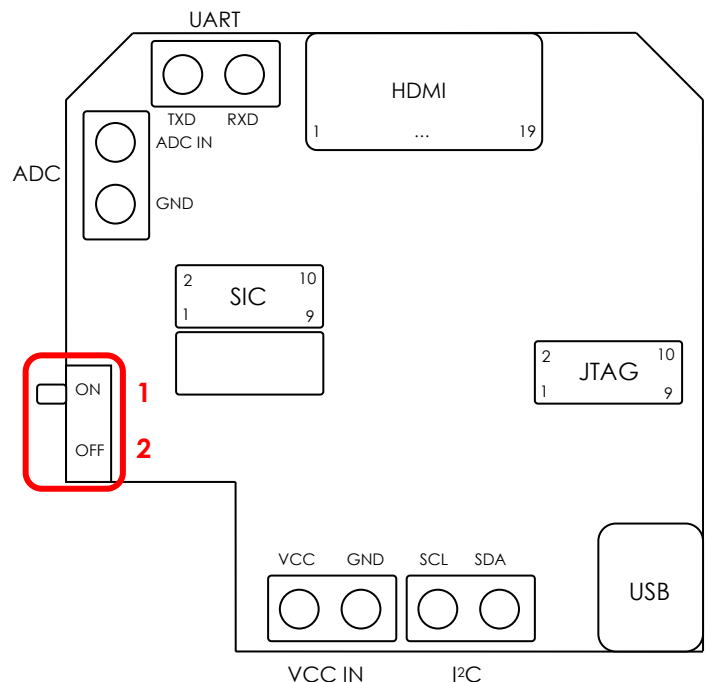 UART
HDMI
TXD RXD
1 ... 19
ADC IN
ADC
GND
2 10
SIC
1 9
2 10
JTAG
1 9
ON 1
OFF 2
VCC GND SCL SDA
USB
VCC IN I²C